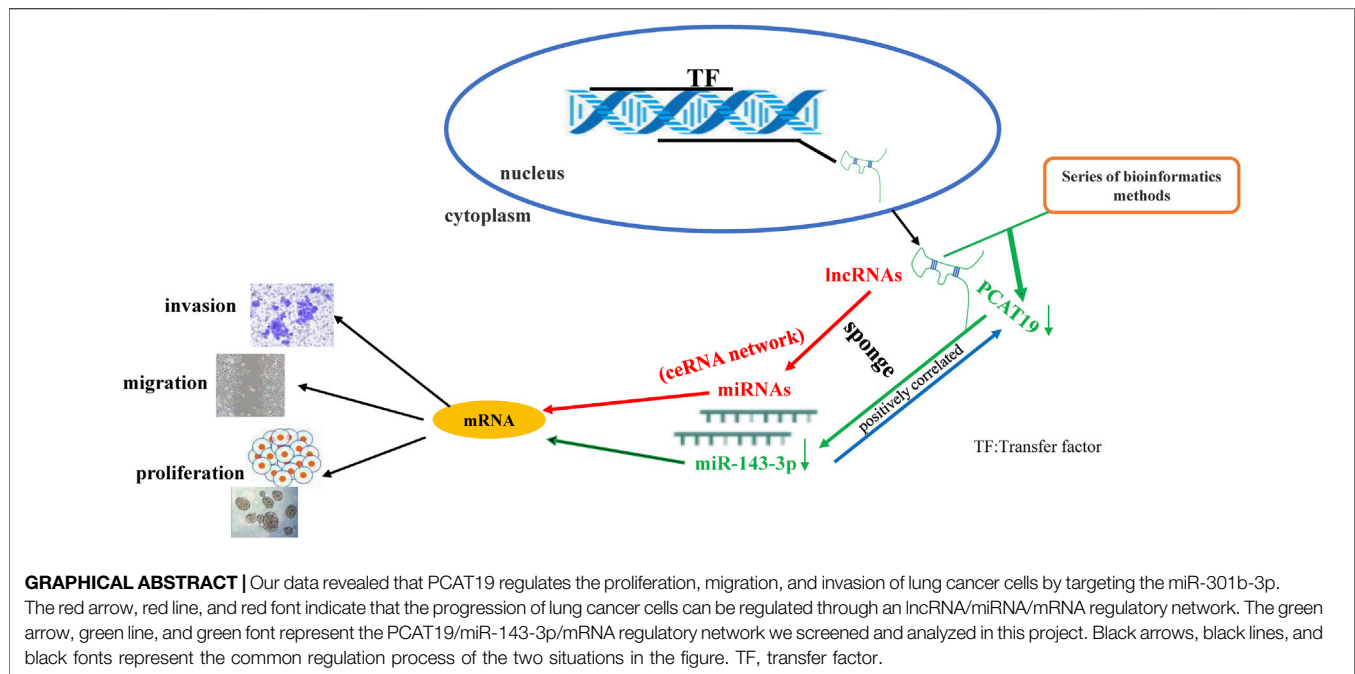 TF
nucleus
cytoplasm
Series of bioinformatics
methods
lncRNAs
PCAT19
sponge
(ceRNA network)
positively correlated
invasion
migration
proliferation
mRNA
miRNAs
miR-143-3p
TF:Transfer factor
GRAPHICAL ABSTRACT | Our data revealed that PCAT19 regulates the proliferation, migration, and invasion of lung cancer cells by targeting the miR-301b-3p.
The red arrow, red line, and red font indicate that the progression of lung cancer cells can be regulated through an lncRNA/miRNA/mRNA regulatory network. The green
arrow, green line, and green font represent the PCAT19/miR-143-3p/mRNA regulatory network we screened and analyzed in this project. Black arrows, black lines, and
black fonts represent the common regulation process of the two situations in the figure. TF, transfer factor.